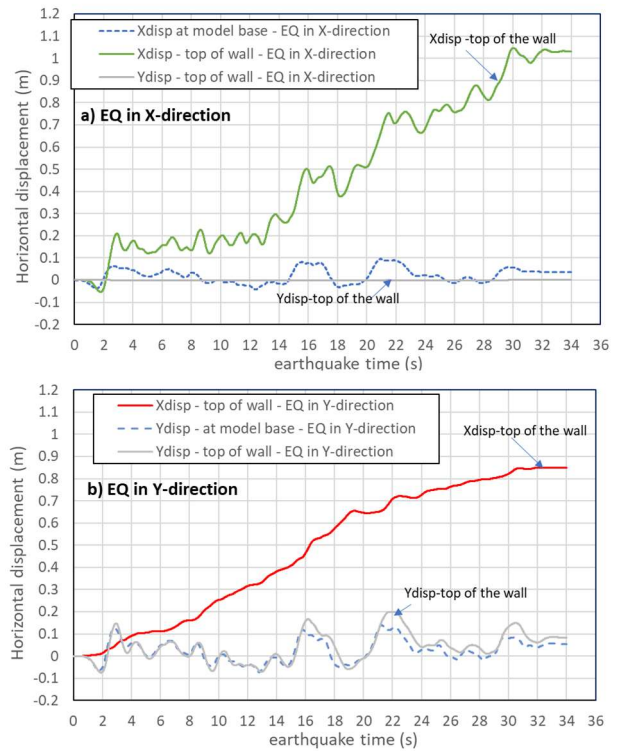 1.2
1.1
1
0.9
0.8
0.7
0.6
0.5
0.4
0.3
0.2
0.1
0
-0.1
-0.2
Horizontal displacement (m)
Xdisp at model base - EQ in X-direction
Xdisp - top of wall - EQ in X-direction
Ydisp - top of wall - EQ in X-direction
Xdisp -top of the wall
a) EQ in X-direction
Ydisp-top of the wall
0 2 4 6 8 10 12 14 16 18 20 22 24 26 28 30 32 34 36
earthquake time (s)
1.2
1.1
1
0.9
0.8
0.7
0.6
0.5
0.4
0.3
0.2
0.1
0
-0.1
-0.2
Horizontal displacement (m)
Xdisp - top of wall - EQ in Y-direction
Ydisp - at model base - EQ in Y-direction
Ydisp - top of wall - EQ in Y-direction
Xdisp-top of the wall
b) EQ in Y-direction
Ydisp-top of the wall
0 2 4 6 8 10 12 14 16 18 20 22 24 26 28 30 32 34 36
earthquake time (s)